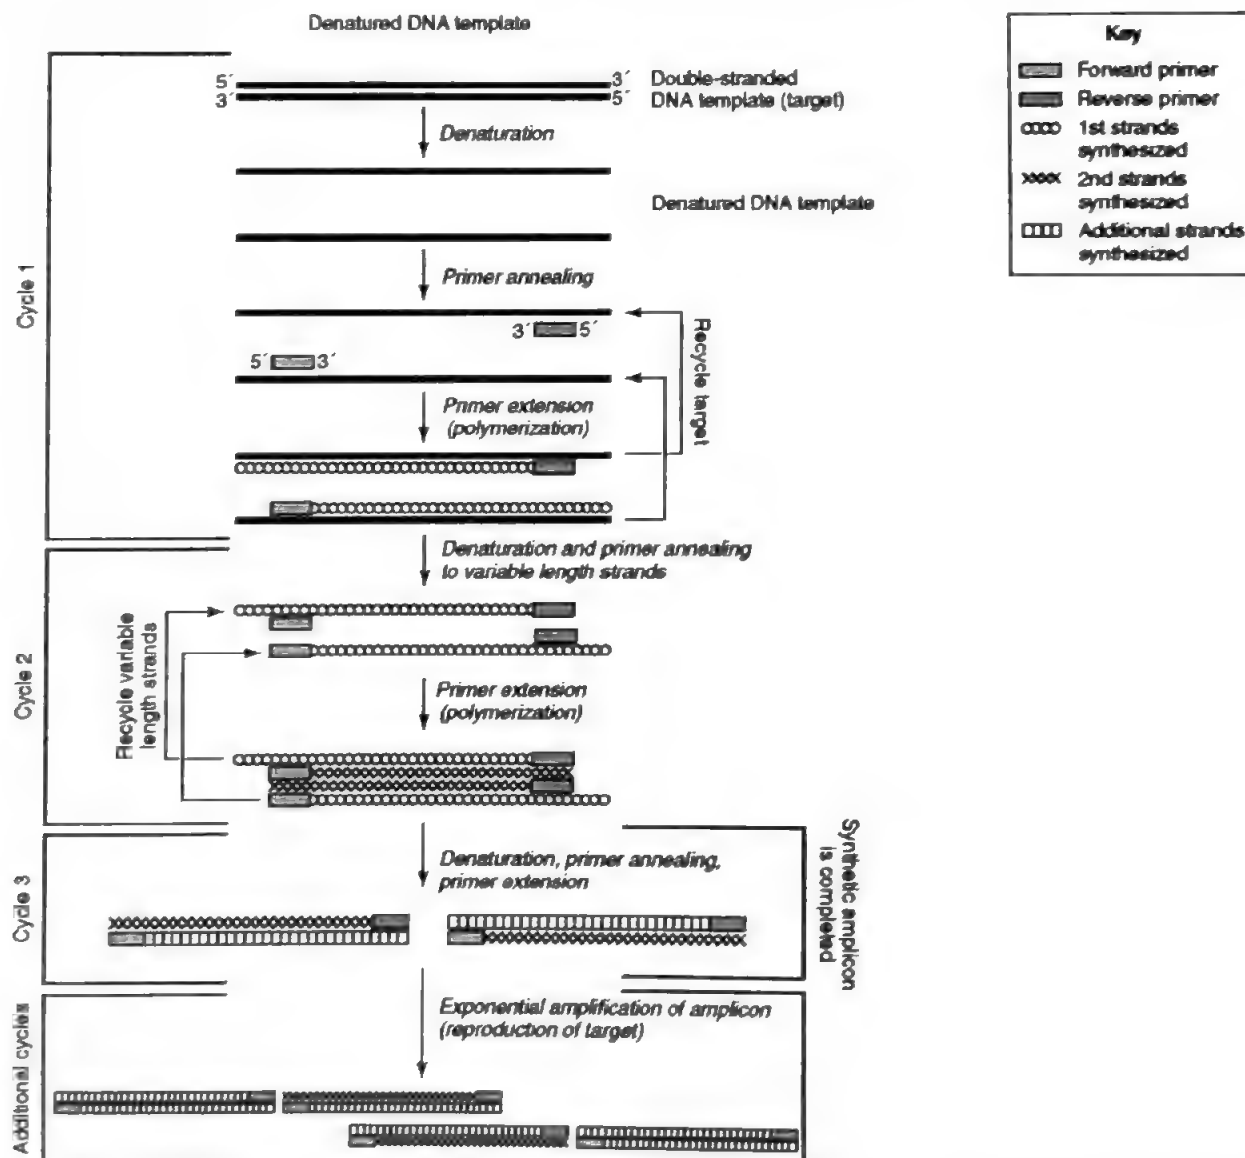 Denatured DNA template
5´ 3´ Double-stranded
3´ 5´ DNA template (target)
Denaturation
Denatured DNA template
Primer annealing
3´ 5´
5´ 3´
Primer extension
(polymerization)
Recycle target
Cycle 1
Denaturation and primer annealing
to variable length strands
Recycle variable
length strands
Primer extension
(polymerization)
Cycle 2
Denaturation, primer annealing,
primer extension
Cycle 3
Synthetic amplicon
is completed
Exponential amplification of amplicon
(reproduction of target)
Additional cycles
Key
Forward primer
Reverse primer
1st strands
synthesized
2nd strands
synthesized
Additional strands
synthesized